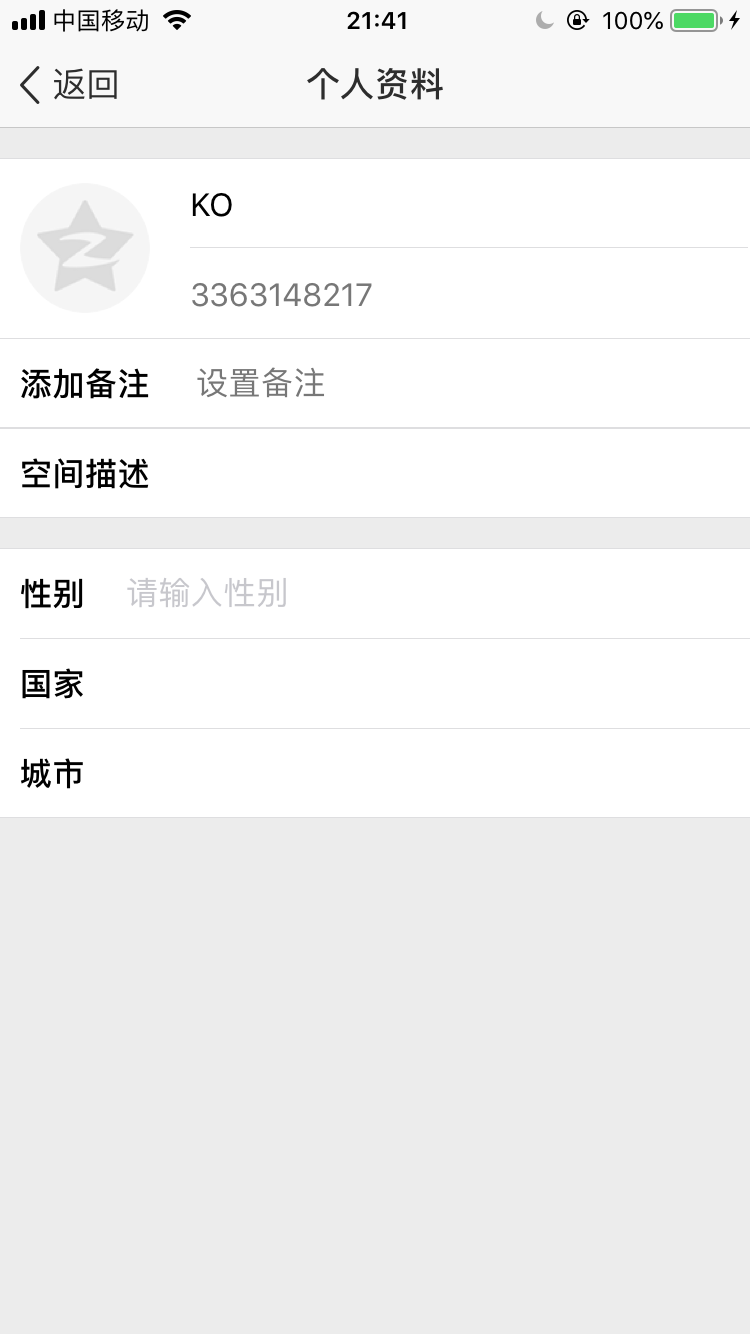 中国移动 21:41 100%
返回 个人资料
KO
3363148217
添加备注 设置备注
空间描述
性别 请输入性别
国家
城市